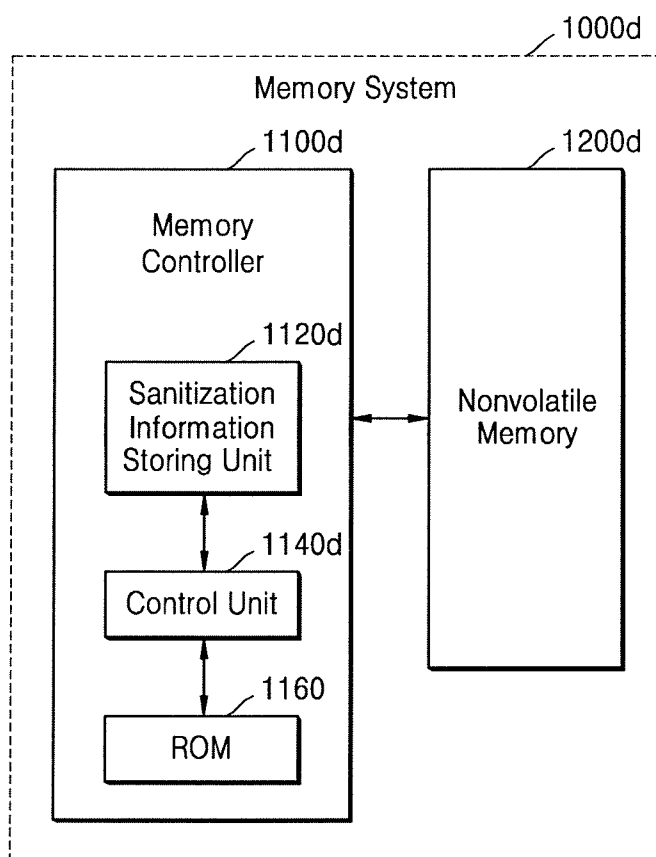 1000d
Memory System
1100d
1200d
Memory
Controller
1120d
Sanitization
Information
Storing Unit
Nonvolatile
Memory
1140d
Control Unit
1160
ROM